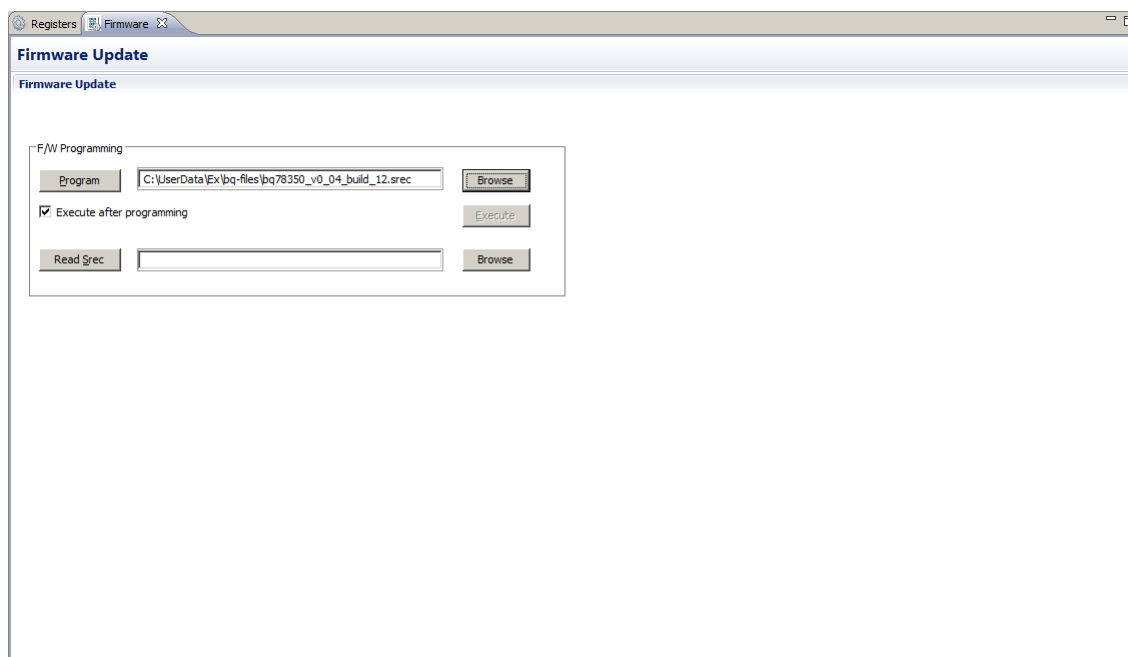 Registers Firmware
Firmware Update
Firmware Update
F/W Programming
Program C:\UserData\Ex\bq-files\bq78350_v0_04_build_12.srec Browse
Execute after programming Execute
Read Srec Browse